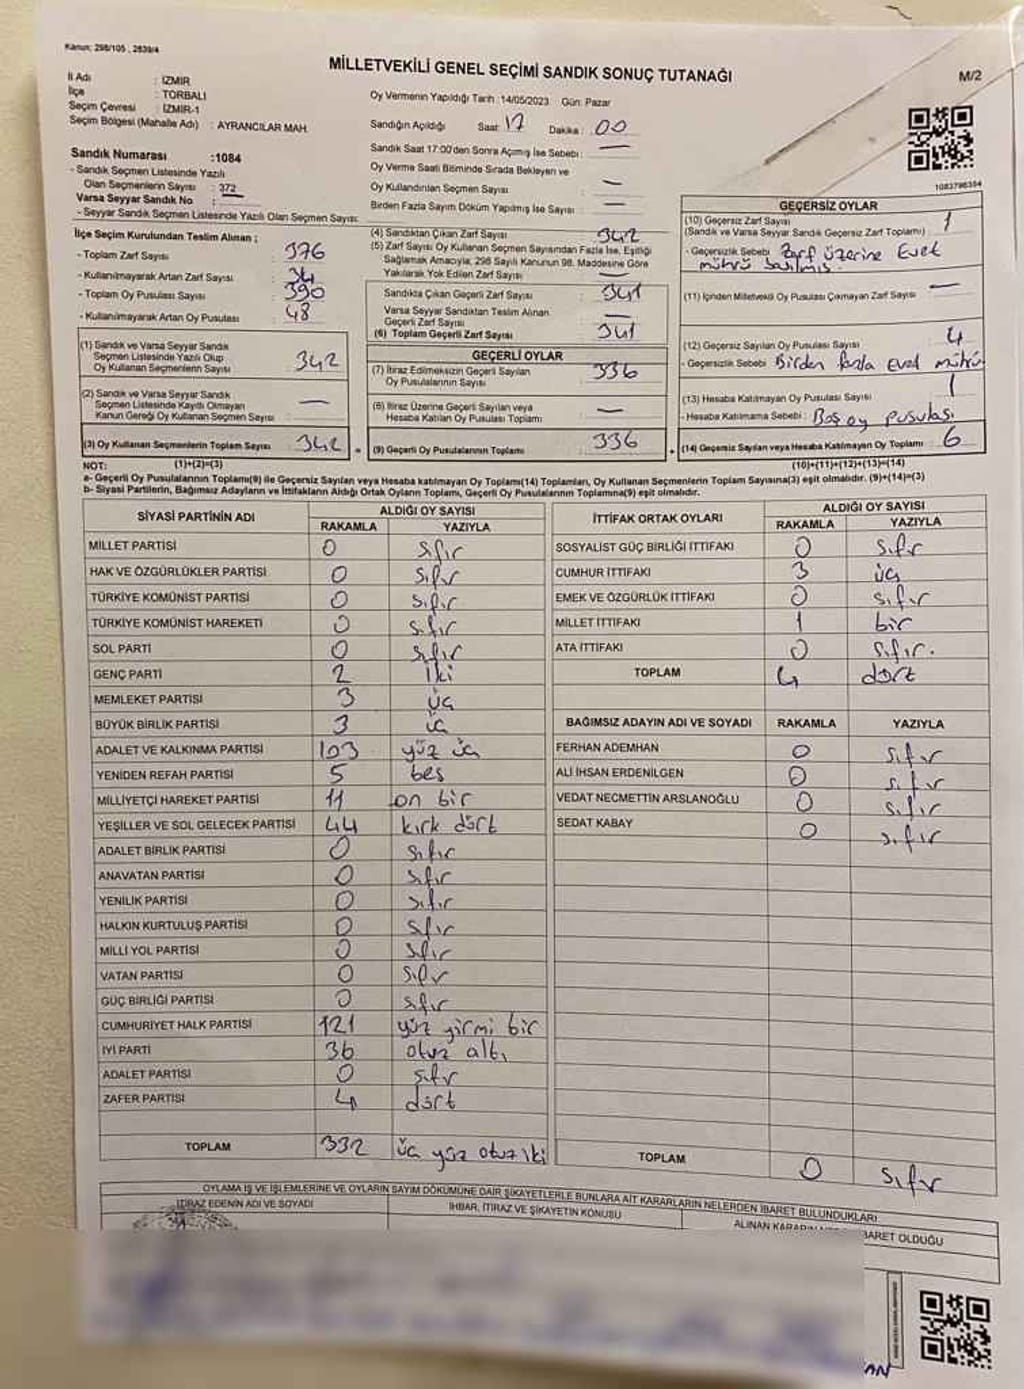 Kanun: 298/105 , 2839/4
MİLLETVEKİLİ GENEL SEÇİMİ SANDIK SONUÇ TUTANAĞI
M/2
İl Adı : İZMİR
İlçe : TORBALI
Seçim Çevresi : İZMİR-1
Seçim Bölgesi (Mahalle Adı) : AYRANCILAR MAH.
Oy Vermenin Yapıldığı Tarih : 14/05/2023 Gün: Pazar
Sandığın Açıldığı Saat: 17 Dakika : 00
Sandık Saat 17:00'den Sonra Açılmış İse Sebebi : —
Oy Verme Saati Bitiminde Sırada Bekleyen ve
Oy Kullandırılan Seçmen Sayısı : —
Birden Fazla Sayım Döküm Yapılmış İse Sayısı : —
Sandık Numarası :1084
- Sandık Seçmen Listesinde Yazılı
Olan Seçmenlerin Sayısı : 372
Varsa Seyyar Sandık No :
- Seyyar Sandık Seçmen Listesinde Yazılı Olan Seçmen Sayısı:
1083798384
İlçe Seçim Kurulundan Teslim Alınan ;
- Toplam Zarf Sayısı : 376
- Kullanılmayarak Artan Zarf Sayısı : 34
- Toplam Oy Pusulası Sayısı : 390
- Kullanılmayarak Artan Oy Pusulası : 48
(1) Sandık ve Varsa Seyyar Sandık
Seçmen Listesinde Yazılı Olup
Oy Kullanan Seçmenlerin Sayısı : 342
(2) Sandık ve Varsa Seyyar Sandık
Seçmen Listesinde Kayıtlı Olmayan
Kanun Gereği Oy Kullanan Seçmen Sayısı : —
(3) Oy Kullanan Seçmenlerin Toplam Sayısı : 342
(4) Sandıktan Çıkan Zarf Sayısı : 342
(5) Zarf Sayısı Oy Kullanan Seçmen Sayısından Fazla İse, Eşitliği
Sağlamak Amacıyla, 298 Sayılı Kanunun 98. Maddesine Göre
Yakılarak Yok Edilen Zarf Sayısı :
Sandıkta Çıkan Geçerli Zarf Sayısı : 341
Varsa Seyyar Sandıktan Teslim Alınan
Geçerli Zarf Sayısı : —
(6) Toplam Geçerli Zarf Sayısı : 341
GEÇERLİ OYLAR
(7) İtiraz Edilmeksizin Geçerli Sayılan
Oy Pusulalarının Sayısı : 336
(8) İtiraz Üzerine Geçerli Sayılan veya
Hesaba Katılan Oy Pusulası Toplamı : —
(9) Geçerli Oy Pusulalarının Toplamı : 336
GEÇERSİZ OYLAR
(10) Geçersiz Zarf Sayısı : 1
(Sandık ve Varsa Seyyar Sandık Geçersiz Zarf Toplamı)
- Geçersizlik Sebebi : Zarf üzerine Evet
mührü basılmış.
(11) İçinden Milletvekili Oy Pusulası Çıkmayan Zarf Sayısı : —
(12) Geçersiz Sayılan Oy Pusulası Sayısı : 4
- Geçersizlik Sebebi : Birden fazla evet mührü
(13) Hesaba Katılmayan Oy Pusulası Sayısı : 1
- Hesaba Katılmama Sebebi : Boş oy pusulası
(14) Geçersiz Sayılan veya Hesaba Katılmayan Oy Toplamı : 6
NOT: (1)+(2)=(3)
(10)+(11)+(12)+(13)=(14)
a- Geçerli Oy Pusulalarının Toplamı(9) ile Geçersiz Sayılan veya Hesaba katılmayan Oy Toplamı(14) Toplamları, Oy Kullanan Seçmenlerin Toplam Sayısına(3) eşit olmalıdır. (9)+(14)=(3)
b- Siyasi Partilerin, Bağımsız Adayların ve İttifakların Aldığı Ortak Oyların Toplamı, Geçerli Oy Pusulalarının Toplamına(9) eşit olmalıdır.
SİYASİ PARTİNİN ADI ALDIĞI OY SAYISI
RAKAMLA YAZIYLA
MİLLET PARTİSİ 0 sıfır
HAK VE ÖZGÜRLÜKLER PARTİSİ 0 sıfır
TÜRKİYE KOMÜNİST PARTİSİ 0 sıfır
TÜRKİYE KOMÜNİST HAREKETİ 0 sıfır
SOL PARTİ 0 sıfır
GENÇ PARTİ 2 iki
MEMLEKET PARTİSİ 3 üç
BÜYÜK BİRLİK PARTİSİ 3 üç
ADALET VE KALKINMA PARTİSİ 103 yüz üç
YENİDEN REFAH PARTİSİ 5 beş
MİLLİYETÇİ HAREKET PARTİSİ 11 on bir
YEŞİLLER VE SOL GELECEK PARTİSİ 44 kırk dört
ADALET BİRLİK PARTİSİ 0 sıfır
ANAVATAN PARTİSİ 0 sıfır
YENİLİK PARTİSİ 0 sıfır
HALKIN KURTULUŞ PARTİSİ 0 sıfır
MİLLİ YOL PARTİSİ 0 sıfır
VATAN PARTİSİ 0 sıfır
GÜÇ BİRLİĞİ PARTİSİ 0 sıfır
CUMHURİYET HALK PARTİSİ 121 yüz yirmi bir
İYİ PARTİ 36 otuz altı
ADALET PARTİSİ 0 sıfır
ZAFER PARTİSİ 4 dört
TOPLAM 332 üç yüz otuz iki
İTTİFAK ORTAK OYLARI ALDIĞI OY SAYISI
RAKAMLA YAZIYLA
SOSYALİST GÜÇ BİRLİĞİ İTTİFAKI 0 sıfır
CUMHUR İTTİFAKI 3 üç
EMEK VE ÖZGÜRLÜK İTTİFAKI 0 sıfır
MİLLET İTTİFAKI 1 bir
ATA İTTİFAKI 0 sıfır.
TOPLAM 4 dört
BAĞIMSIZ ADAYIN ADI VE SOYADI RAKAMLA YAZIYLA
FERHAN ADEMHAN 0 sıfır
ALİ İHSAN ERDENİLGEN 0 sıfır
VEDAT NECMETTİN ARSLANOĞLU 0 sıfır
SEDAT KABAY 0 sıfır
TOPLAM 0 sıfır
OYLAMA İŞ VE İŞLEMLERİNE VE OYLARIN SAYIM DÖKÜMÜNE DAİR ŞİKAYETLERLE BUNLARA AİT KARARLARIN NELERDEN İBARET BULUNDUKLARI
İTİRAZ EDENİN ADI VE SOYADI
İHBAR, İTİRAZ VE ŞİKAYETİN KONUSU
ALINAN KARARIN NEDEN İBARET OLDUĞU